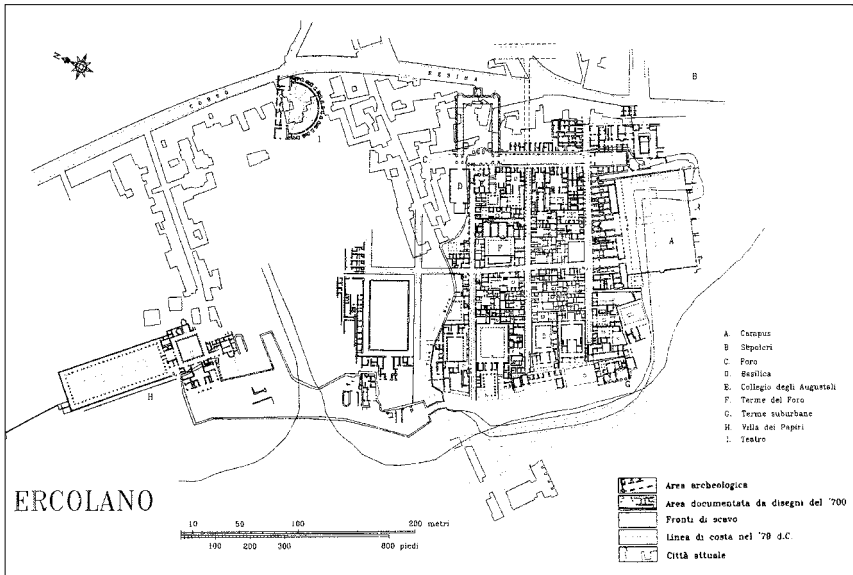 N
CORSO
RESINA
B
I
C
D
F
A
H
A. Campus
B Sepolcri
C. Foro
D. Basilica
E. Collegio degli Augustali
F. Terme del Foro
G. Terme suburbane
H. Villa dei Papiri
I. Teatro
ERCOLANO
10 50 100 200 metri
100 200 300 800 piedi
Area archeologica
Area documentata da disegni del '700
Fronti di scavo
Linea di costa nel '79 d.C.
Città attuale